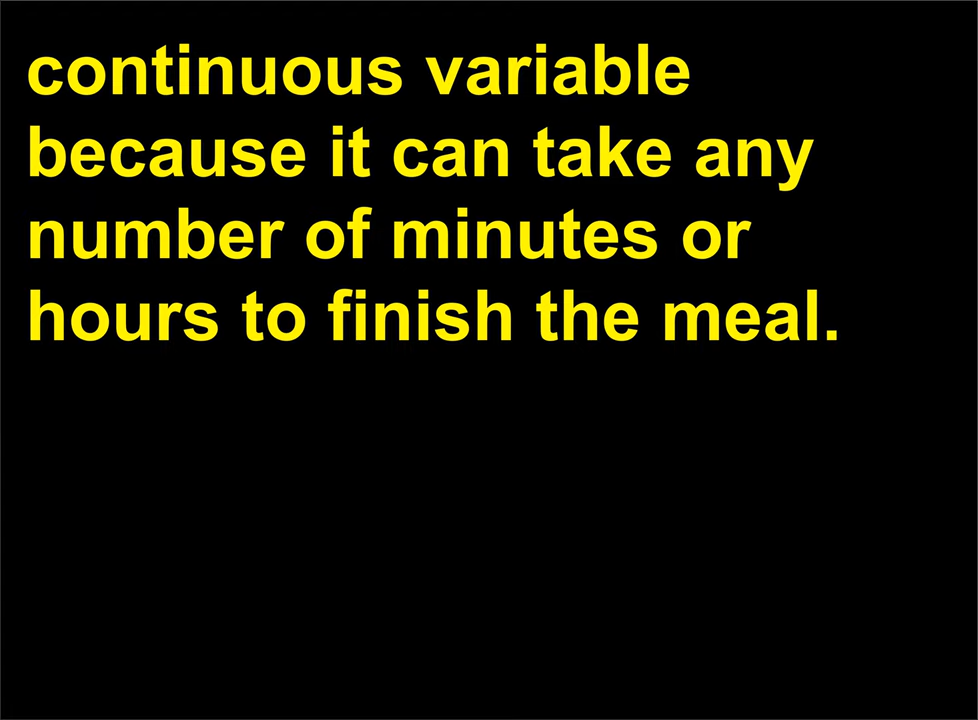 continuous variable
because it can take any
number of minutes or
hours to finish the meal.